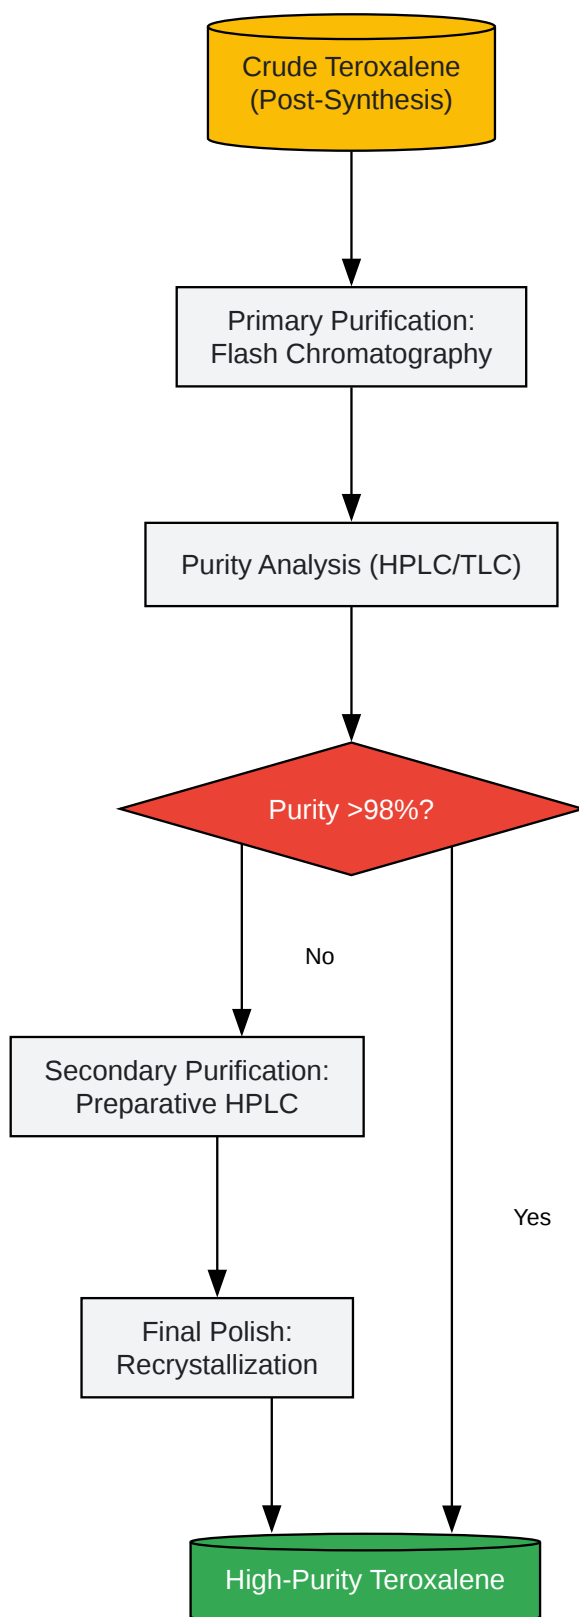 Crude Teroxalene
(Post-Synthesis)
Primary Purification:
Flash Chromatography
Purity Analysis (HPLC/TLC)
Purity >98%?
No
Secondary Purification:
Preparative HPLC
Yes
Final Polish:
Recrystallization
High-Purity Teroxalene